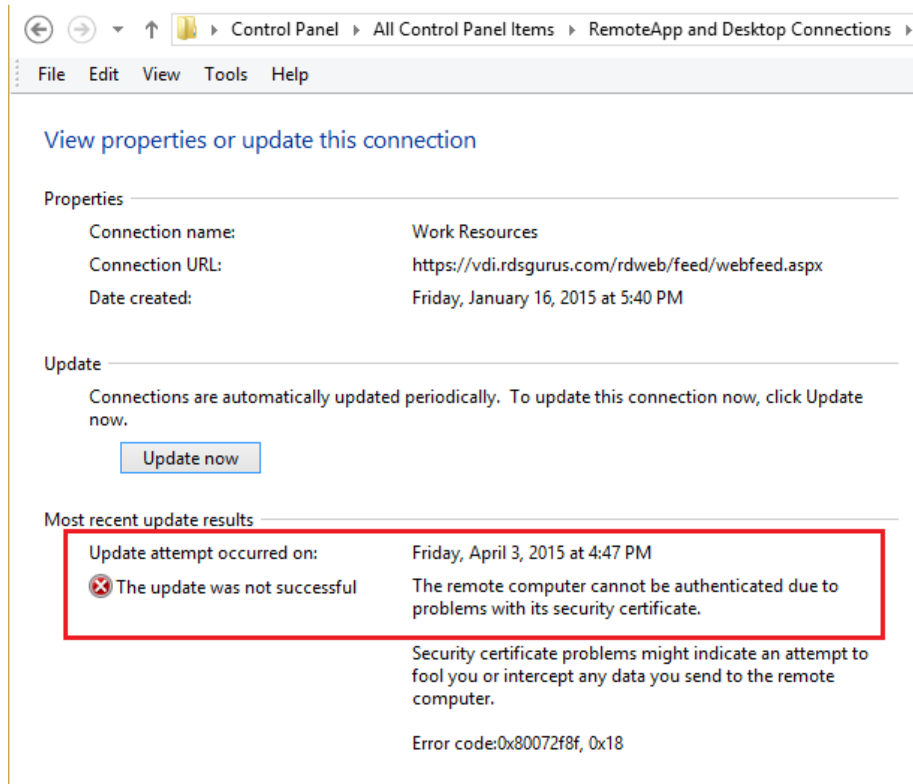 Control Panel ▸ All Control Panel Items ▸ RemoteApp and Desktop Connections ▸
File Edit View Tools Help
View properties or update this connection
Properties
Connection name: Work Resources
Connection URL: https://vdi.rdsgurus.com/rdweb/feed/webfeed.aspx
Date created: Friday, January 16, 2015 at 5:40 PM
Update
Connections are automatically updated periodically. To update this connection now, click Update
now.
Update now
Most recent update results
Update attempt occurred on: Friday, April 3, 2015 at 4:47 PM
The update was not successful The remote computer cannot be authenticated due to
problems with its security certificate.
Security certificate problems might indicate an attempt to
fool you or intercept any data you send to the remote
computer.
Error code:0x80072f8f, 0x18